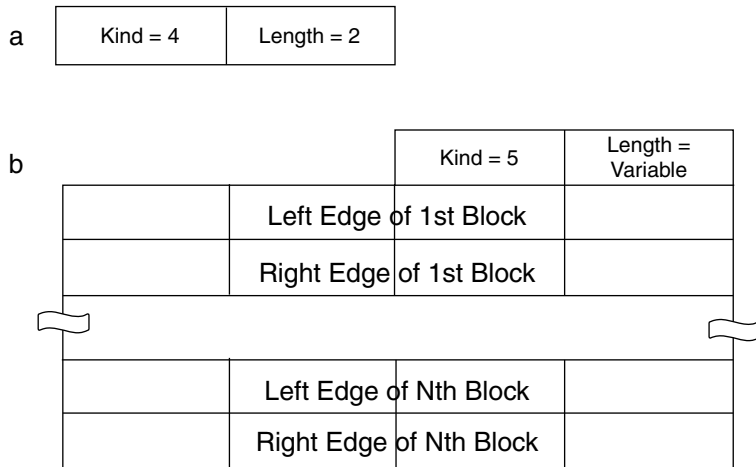 a
Kind = 4
Length = 2
b
Kind = 5
Length =
Variable
Left Edge of 1st Block
Right Edge of 1st Block
Left Edge of Nth Block
Right Edge of Nth Block